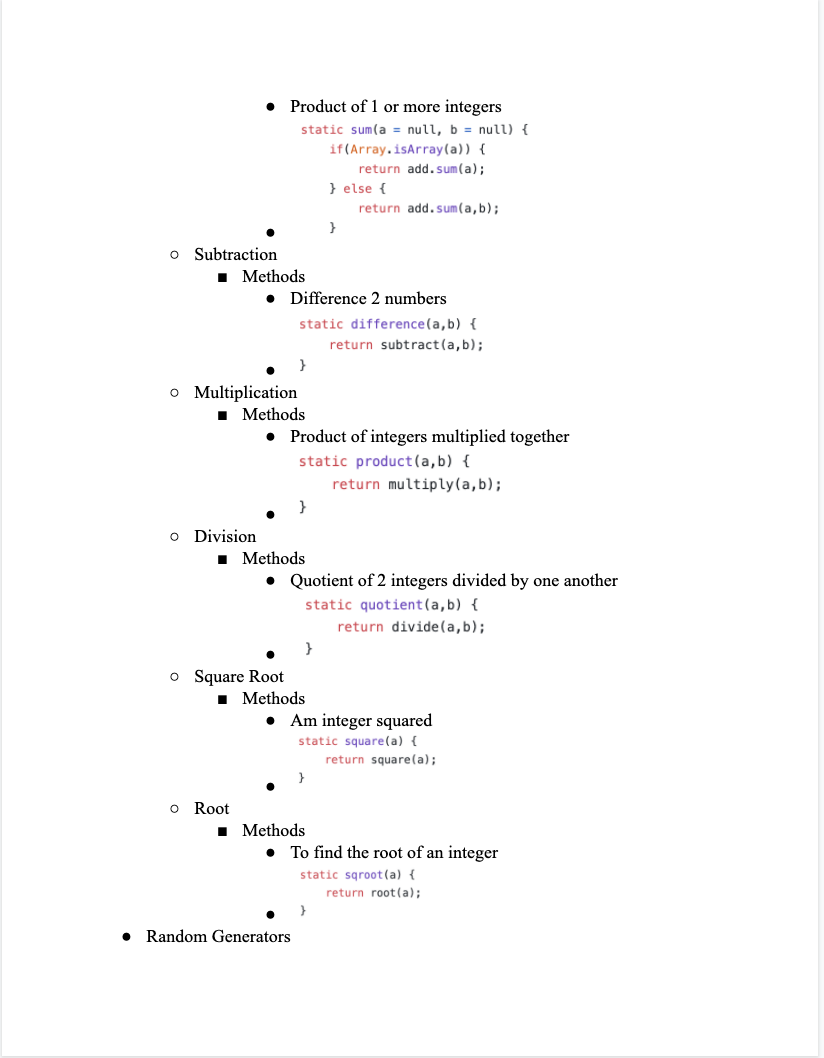 ● Product of 1 or more integers
static sum(a = null, b = null) {
if(Array.isArray(a)) {
return add.sum(a);
} else {
return add.sum(a,b);
● }
○ Subtraction
■ Methods
● Difference 2 numbers
static difference(a,b) {
return subtract(a,b);
● }
○ Multiplication
■ Methods
● Product of integers multiplied together
static product(a,b) {
return multiply(a,b);
● }
○ Division
■ Methods
● Quotient of 2 integers divided by one another
static quotient(a,b) {
return divide(a,b);
● }
○ Square Root
■ Methods
● Am integer squared
static square(a) {
return square(a);
● }
○ Root
■ Methods
● To find the root of an integer
static sqroot(a) {
return root(a);
● }
● Random Generators